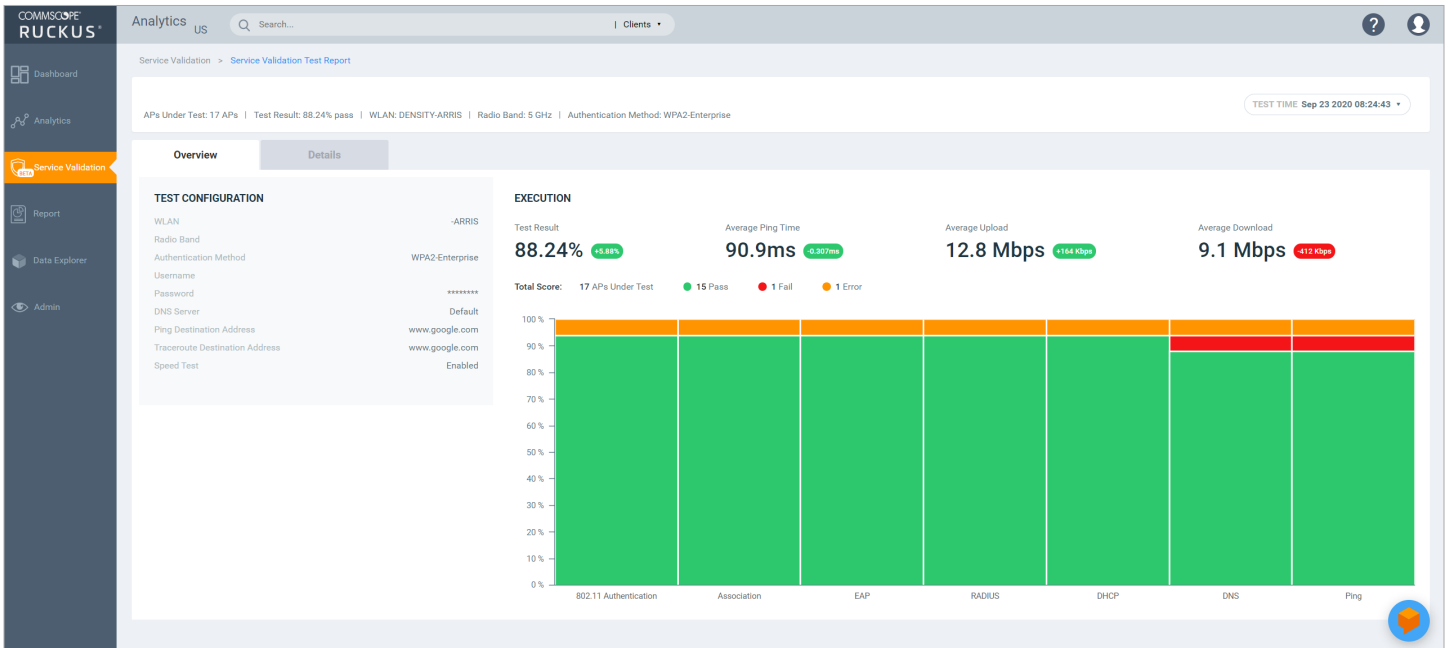 COMMSCOPE®
RUCKUS®
Analytics US Search... | Clients
Dashboard
Analytics
BETA Service Validation
Report
Data Explorer
Admin
Service Validation > Service Validation Test Report
TEST TIME Sep 23 2020 08:24:43
APs Under Test: 17 APs | Test Result: 88.24% pass | WLAN: DENSITY-ARRIS | Radio Band: 5 GHz | Authentication Method: WPA2-Enterprise
Overview Details
TEST CONFIGURATION
WLAN -ARRIS
Radio Band
Authentication Method WPA2-Enterprise
Username
Password ********
DNS Server Default
Ping Destination Address www.google.com
Traceroute Destination Address www.google.com
Speed Test Enabled
EXECUTION
Test Result Average Ping Time Average Upload Average Download
88.24% +5.88% 90.9ms -0.307ms 12.8 Mbps +164 Kbps 9.1 Mbps -412 Kbps
Total Score: 17 APs Under Test 15 Pass 1 Fail 1 Error
100 %
90 %
80 %
70 %
60 %
50 %
40 %
30 %
20 %
10 %
0 %
802.11 Authentication Association EAP RADIUS DHCP DNS Ping